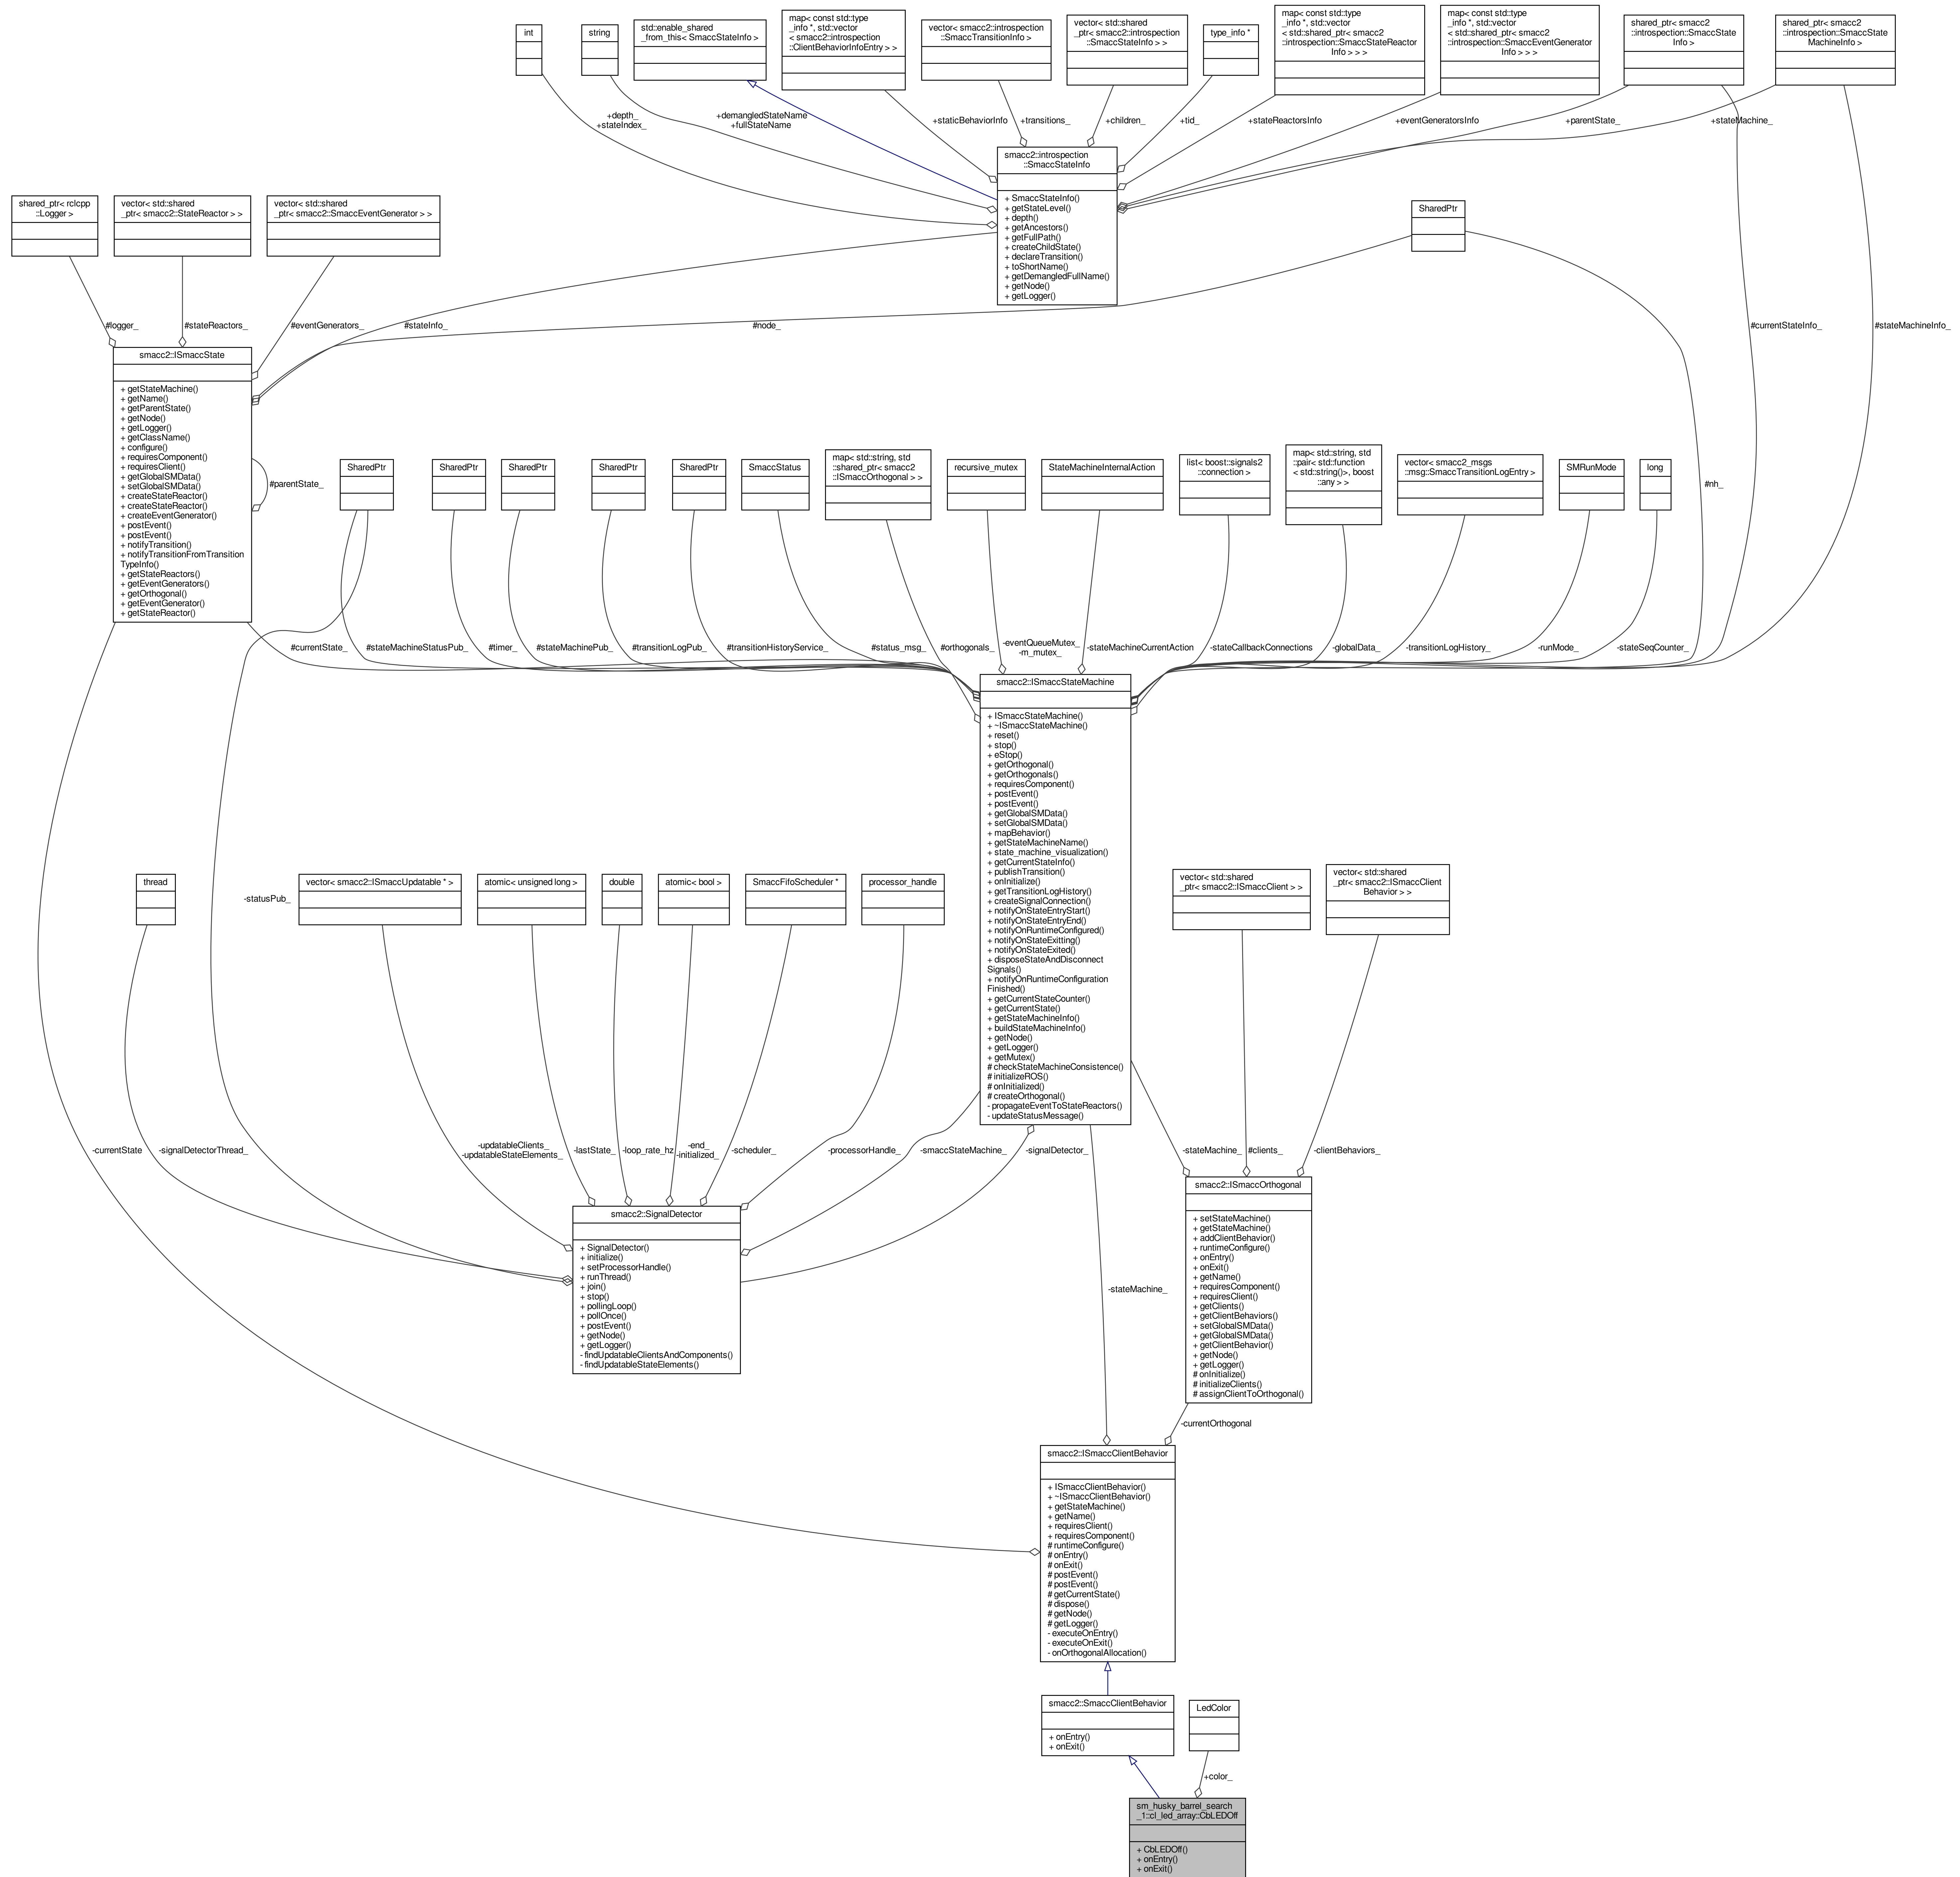 int
string
std::enable_shared
_from_this< SmaccStateInfo >
map< const std::type
_info *, std::vector
< smacc2::introspection
::ClientBehaviorInfoEntry > >
vector< smacc2::introspection
::SmaccTransitionInfo >
vector< std::shared
_ptr< smacc2::introspection
::SmaccStateInfo > >
type_info *
map< const std::type
_info *, std::vector
< std::shared_ptr< smacc2
::introspection::SmaccStateReactor
Info > > >
map< const std::type
_info *, std::vector
< std::shared_ptr< smacc2
::introspection::SmaccEventGenerator
Info > > >
shared_ptr< smacc2
::introspection::SmaccState
Info >
shared_ptr< smacc2
::introspection::SmaccState
MachineInfo >
+depth_
+stateIndex_
+demangledStateName
+fullStateName
+staticBehaviorInfo
+transitions_
+children_
+tid_
+stateReactorsInfo
+eventGeneratorsInfo
+parentState_
+stateMachine_
smacc2::introspection
::SmaccStateInfo
+ SmaccStateInfo()
+ getStateLevel()
+ depth()
+ getAncestors()
+ getFullPath()
+ createChildState()
+ declareTransition()
+ toShortName()
+ getDemangledFullName()
+ getNode()
+ getLogger()
shared_ptr< rclcpp
::Logger >
vector< std::shared
_ptr< smacc2::StateReactor > >
vector< std::shared
_ptr< smacc2::SmaccEventGenerator > >
SharedPtr
#logger_
#stateReactors_
#eventGenerators_
#stateInfo_
#node_
#currentStateInfo_
#stateMachineInfo_
smacc2::ISmaccState
+ getStateMachine()
+ getName()
+ getParentState()
+ getNode()
+ getLogger()
+ getClassName()
+ configure()
+ requiresComponent()
+ requiresClient()
+ getGlobalSMData()
+ setGlobalSMData()
+ createStateReactor()
+ createStateReactor()
+ createEventGenerator()
+ postEvent()
+ postEvent()
+ notifyTransition()
+ notifyTransitionFromTransition
TypeInfo()
+ getStateReactors()
+ getEventGenerators()
+ getOrthogonal()
+ getEventGenerator()
+ getStateReactor()
#parentState_
SharedPtr
SharedPtr
SharedPtr
SharedPtr
SharedPtr
SmaccStatus
map< std::string, std
::shared_ptr< smacc2
::ISmaccOrthogonal > >
recursive_mutex
StateMachineInternalAction
list< boost::signals2
::connection >
map< std::string, std
::pair< std::function
< std::string()>, boost
::any > >
vector< smacc2_msgs
::msg::SmaccTransitionLogEntry >
SMRunMode
long
#nh_
#currentState_
#stateMachineStatusPub_
#timer_
#stateMachinePub_
#transitionLogPub_
#transitionHistoryService_
#status_msg_
#orthogonals_
-eventQueueMutex_
-m_mutex_
-stateMachineCurrentAction
-stateCallbackConnections
-globalData_
-transitionLogHistory_
-runMode_
-stateSeqCounter_
smacc2::ISmaccStateMachine
+ ISmaccStateMachine()
+ ~ISmaccStateMachine()
+ reset()
+ stop()
+ eStop()
+ getOrthogonal()
+ getOrthogonals()
+ requiresComponent()
+ postEvent()
+ postEvent()
+ getGlobalSMData()
+ setGlobalSMData()
+ mapBehavior()
+ getStateMachineName()
+ state_machine_visualization()
+ getCurrentStateInfo()
+ publishTransition()
+ onInitialize()
+ getTransitionLogHistory()
+ createSignalConnection()
+ notifyOnStateEntryStart()
+ notifyOnStateEntryEnd()
+ notifyOnRuntimeConfigured()
+ notifyOnStateExitting()
+ notifyOnStateExited()
+ disposeStateAndDisconnect
Signals()
+ notifyOnRuntimeConfiguration
Finished()
+ getCurrentStateCounter()
+ getCurrentState()
+ getStateMachineInfo()
+ buildStateMachineInfo()
+ getNode()
+ getLogger()
+ getMutex()
# checkStateMachineConsistence()
# initializeROS()
# onInitialized()
# createOrthogonal()
- propagateEventToStateReactors()
- updateStatusMessage()
thread
-statusPub_
vector< smacc2::ISmaccUpdatable * >
atomic< unsigned long >
double
atomic< bool >
SmaccFifoScheduler *
processor_handle
vector< std::shared
_ptr< smacc2::ISmaccClient > >
vector< std::shared
_ptr< smacc2::ISmaccClient
Behavior > >
-currentState
-signalDetectorThread_
-updatableClients_
-updatableStateElements_
-lastState_
-loop_rate_hz
-end_
-initialized_
-scheduler_
-processorHandle_
-smaccStateMachine_
-signalDetector_
-stateMachine_
#clients_
-clientBehaviors_
smacc2::SignalDetector
+ SignalDetector()
+ initialize()
+ setProcessorHandle()
+ runThread()
+ join()
+ stop()
+ pollingLoop()
+ pollOnce()
+ postEvent()
+ getNode()
+ getLogger()
- findUpdatableClientsAndComponents()
- findUpdatableStateElements()
smacc2::ISmaccOrthogonal
+ setStateMachine()
+ getStateMachine()
+ addClientBehavior()
+ runtimeConfigure()
+ onEntry()
+ onExit()
+ getName()
+ requiresComponent()
+ requiresClient()
+ getClients()
+ getClientBehaviors()
+ setGlobalSMData()
+ getGlobalSMData()
+ getClientBehavior()
+ getNode()
+ getLogger()
# onInitialize()
# initializeClients()
# assignClientToOrthogonal()
-stateMachine_
-currentOrthogonal
smacc2::ISmaccClientBehavior
+ ISmaccClientBehavior()
+ ~ISmaccClientBehavior()
+ getStateMachine()
+ getName()
+ requiresClient()
+ requiresComponent()
# runtimeConfigure()
# onEntry()
# onExit()
# postEvent()
# postEvent()
# getCurrentState()
# dispose()
# getNode()
# getLogger()
- executeOnEntry()
- executeOnExit()
- onOrthogonalAllocation()
smacc2::SmaccClientBehavior
+ onEntry()
+ onExit()
LedColor
+color_
sm_husky_barrel_search
_1::cl_led_array::CbLEDOff
+ CbLEDOff()
+ onEntry()
+ onExit()